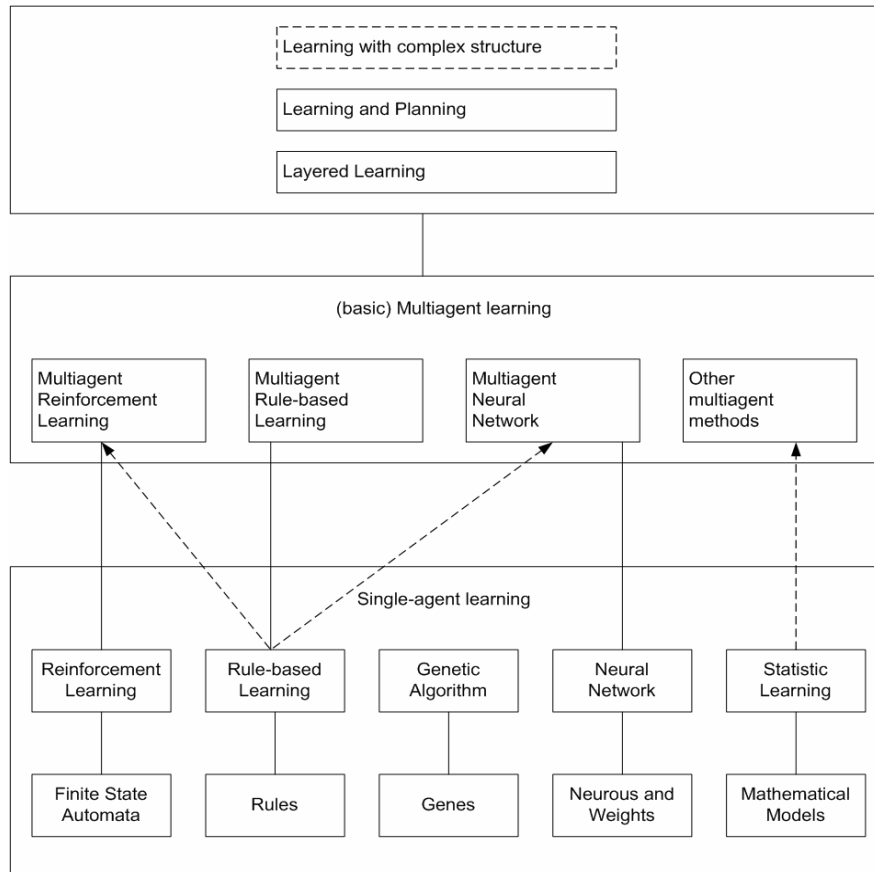 Learning with complex structure
Learning and Planning
Layered Learning
(basic) Multiagent learning
Multiagent
Reinforcement
Learning
Multiagent
Rule-based
Learning
Multiagent
Neural
Network
Other
multiagent
methods
Single-agent learning
Reinforcement
Learning
Rule-based
Learning
Genetic
Algorithm
Neural
Network
Statistic
Learning
Finite State
Automata
Rules
Genes
Neurous and
Weights
Mathematical
Models